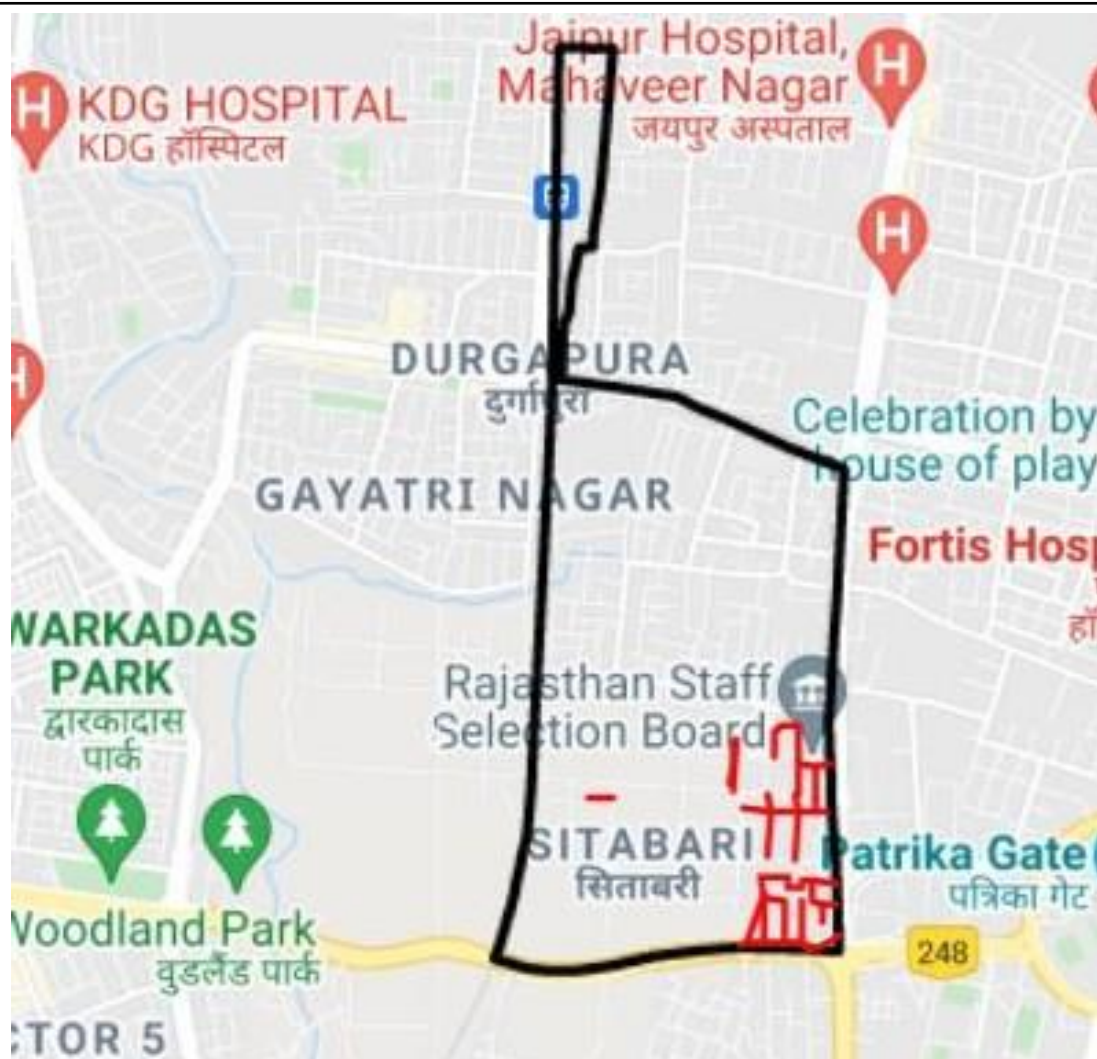 Jaipur Hospital,
Mahaveer Nagar
जयपुर अस्पताल
H
KDG HOSPITAL
KDG हॉस्पिटल
H
H
H
DURGAPURA
दुर्गापुरा
Celebration by
house of play
GAYATRI NAGAR
Fortis Hosp
हॉ
WARKADAS
PARK
द्वारकादास
पार्क
Rajasthan Staff
Selection Board
SITABARI
सिताबरी
Patrika Gate
पत्रिका गेट
Woodland Park
वुडलैंड पार्क
248
CTOR 5